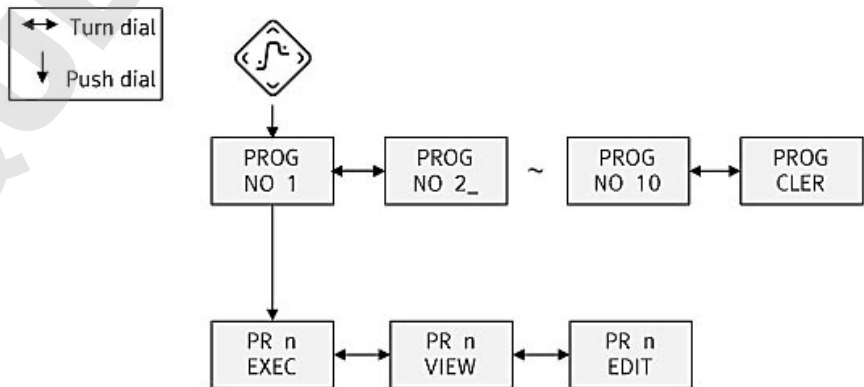 Turn dial
Push dial
PROG
NO 1
PROG
NO 2_
~
PROG
NO 10
PROG
CLER
PR n
EXEC
PR n
VIEW
PR n
EDIT